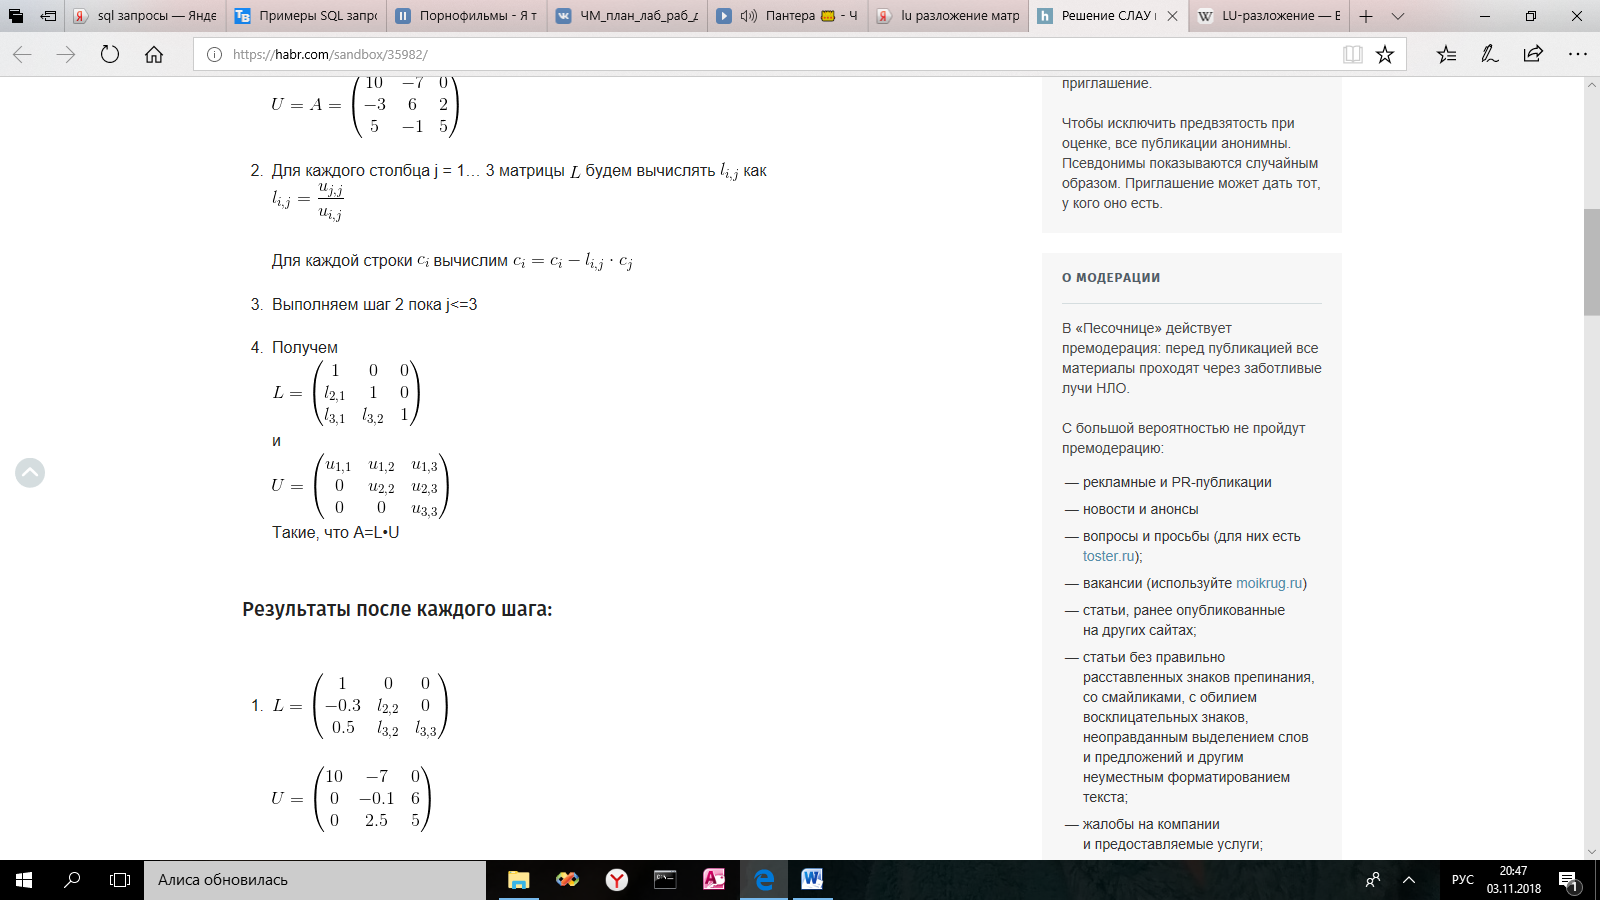 sql запросы — Янде
Примеры SQL запро
Порнофильмы - Я т
ЧМ_план_лаб_раб_д
Пантера - Ч
lu разложение матр
Решение СЛАУ
LU-разложение — В
https://habr.com/sandbox/35982/
U = A = (10 −7 0
−3 6 2
5 −1 5)
2. Для каждого столбца j = 1… 3 матрицы L будем вычислять l_{i,j} как
l_{i,j} = u_{j,j} / u_{i,j}
Для каждой строки c_i вычислим c_i = c_i − l_{i,j} · c_j
3. Выполняем шаг 2 пока j<=3
4. Получем
L = (1 0 0
l_{2,1} 1 0
l_{3,1} l_{3,2} 1)
и
U = (u_{1,1} u_{1,2} u_{1,3}
0 u_{2,2} u_{2,3}
0 0 u_{3,3})
Такие, что A=L•U
Результаты после каждого шага:
1. L = (1 0 0
−0.3 l_{2,2} 0
0.5 l_{3,2} l_{3,3})
U = (10 −7 0
0 −0.1 6
0 2.5 5)
приглашение.
Чтобы исключить предвзятость при
оценке, все публикации анонимны.
Псевдонимы показываются случайным
образом. Приглашение может дать тот,
у кого оно есть.
О МОДЕРАЦИИ
В «Песочнице» действует
премодерация: перед публикацией все
материалы проходят через заботливые
лучи НЛО.
С большой вероятностью не пройдут
премодерацию:
— рекламные и PR-публикации
— новости и анонсы
— вопросы и просьбы (для них есть
toster.ru);
— вакансии (используйте moikrug.ru)
— статьи, ранее опубликованные
на других сайтах;
— статьи без правильно
расставленных знаков препинания,
со смайликами, с обилием
восклицательных знаков,
неоправданным выделением слов
и предложений и другим
неуместным форматированием
текста;
— жалобы на компании
и предоставляемые услуги;
Алиса обновилась
РУС
20:47
03.11.2018
1